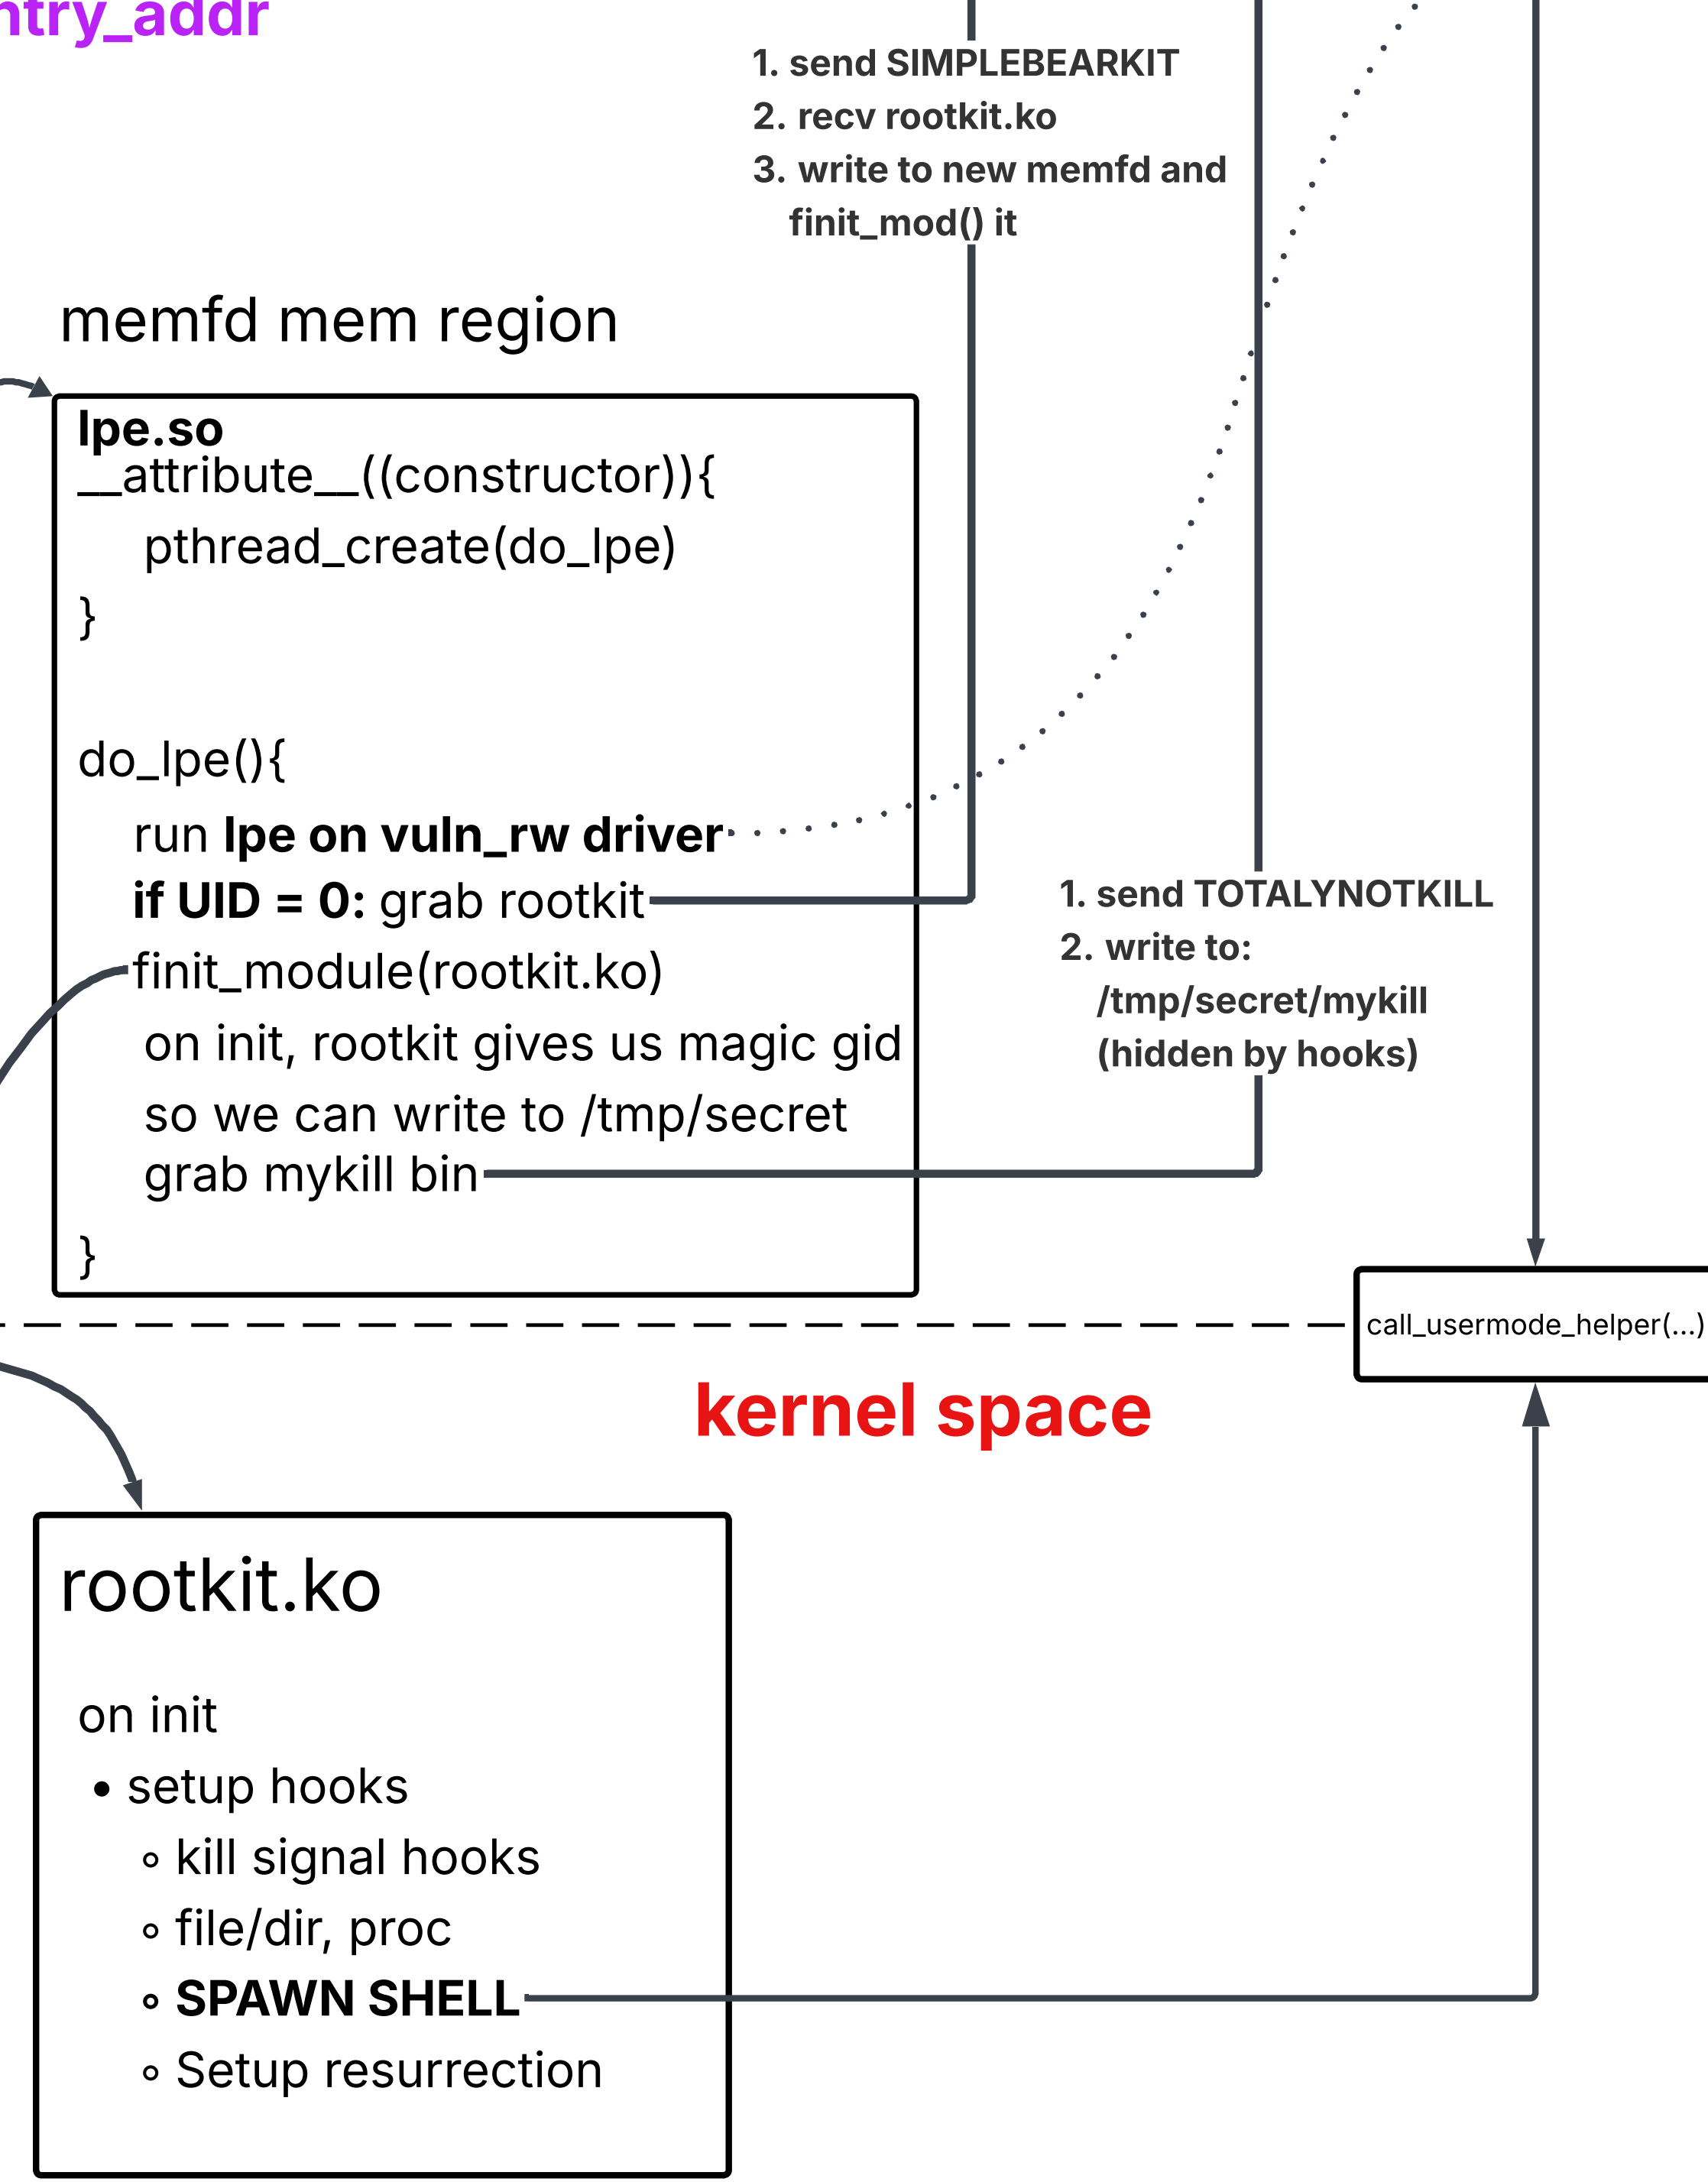 ntry_addr
1. send SIMPLEBEARKIT
2. recv rootkit.ko
3. write to new memfd and
finit_mod() it
memfd mem region
lpe.so
__attribute__((constructor)){
pthread_create(do_lpe)
}
do_lpe(){
run lpe on vuln_rw driver
if UID = 0: grab rootkit
finit_module(rootkit.ko)
on init, rootkit gives us magic gid
so we can write to /tmp/secret
grab mykill bin
}
1. send TOTALYNOTKILL
2. write to:
/tmp/secret/mykill
(hidden by hooks)
call_usermode_helper(...)
kernel space
rootkit.ko
on init
• setup hooks
◦ kill signal hooks
◦ file/dir, proc
◦ SPAWN SHELL
◦ Setup resurrection